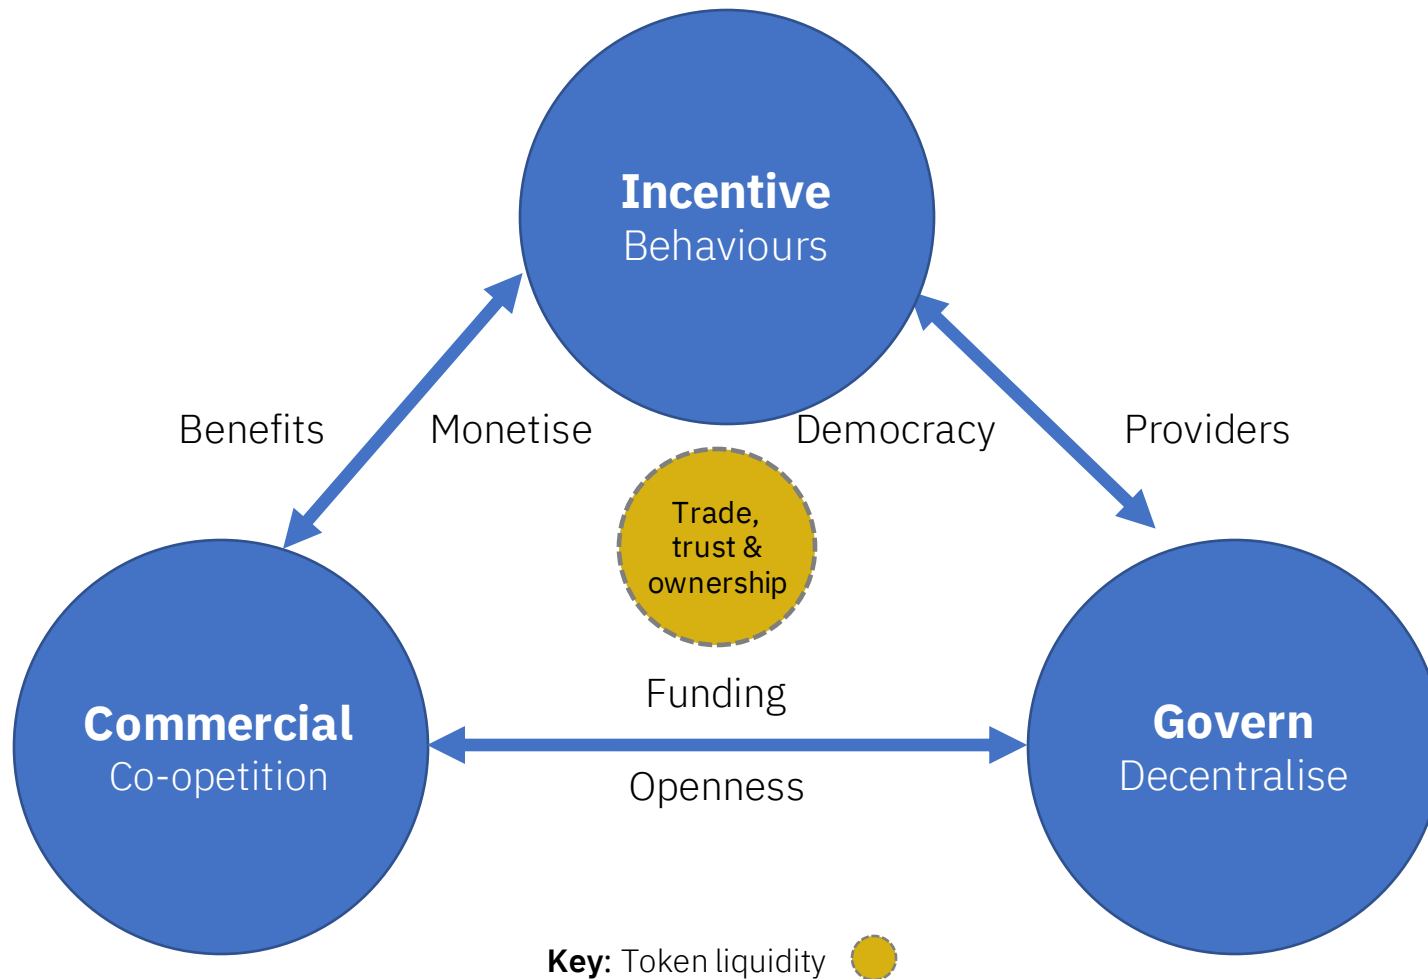 Incentive
Behaviours
Benefits
Monetise
Democracy
Providers
Trade,
trust &
ownership
Funding
Commercial
Co-opetition
Govern
Decentralise
Openness
Key: Token liquidity